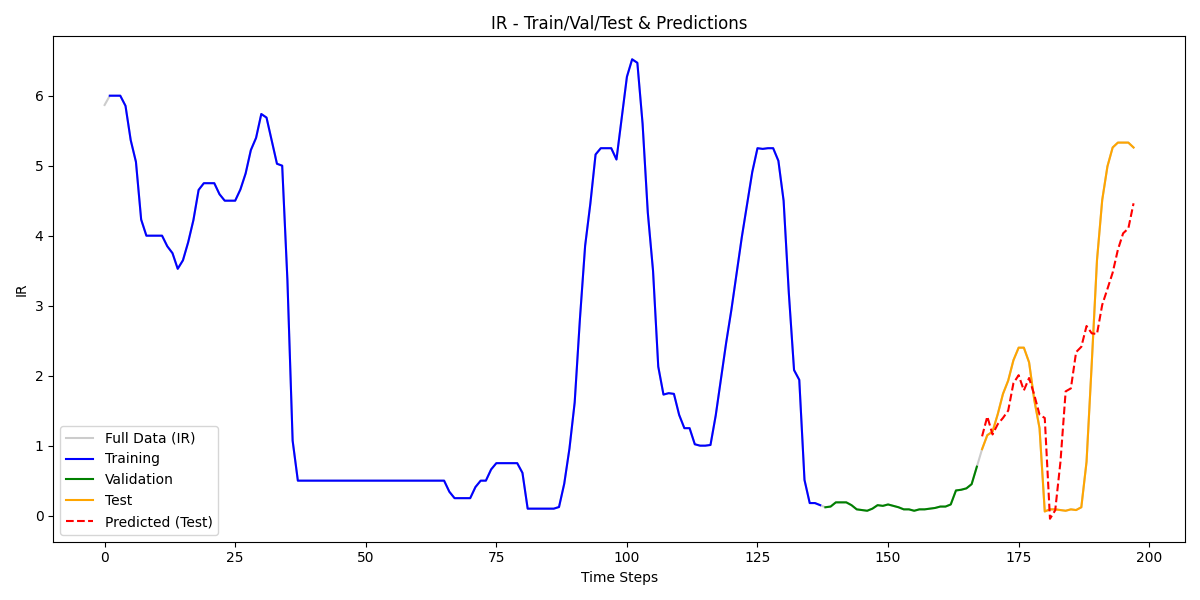 IR - Train/Val/Test & Predictions
IR
6
5
4
3
2
1
0
Full Data (IR)
Training
Validation
Test
Predicted (Test)
0 25 50 75 100 125 150 175 200
Time Steps